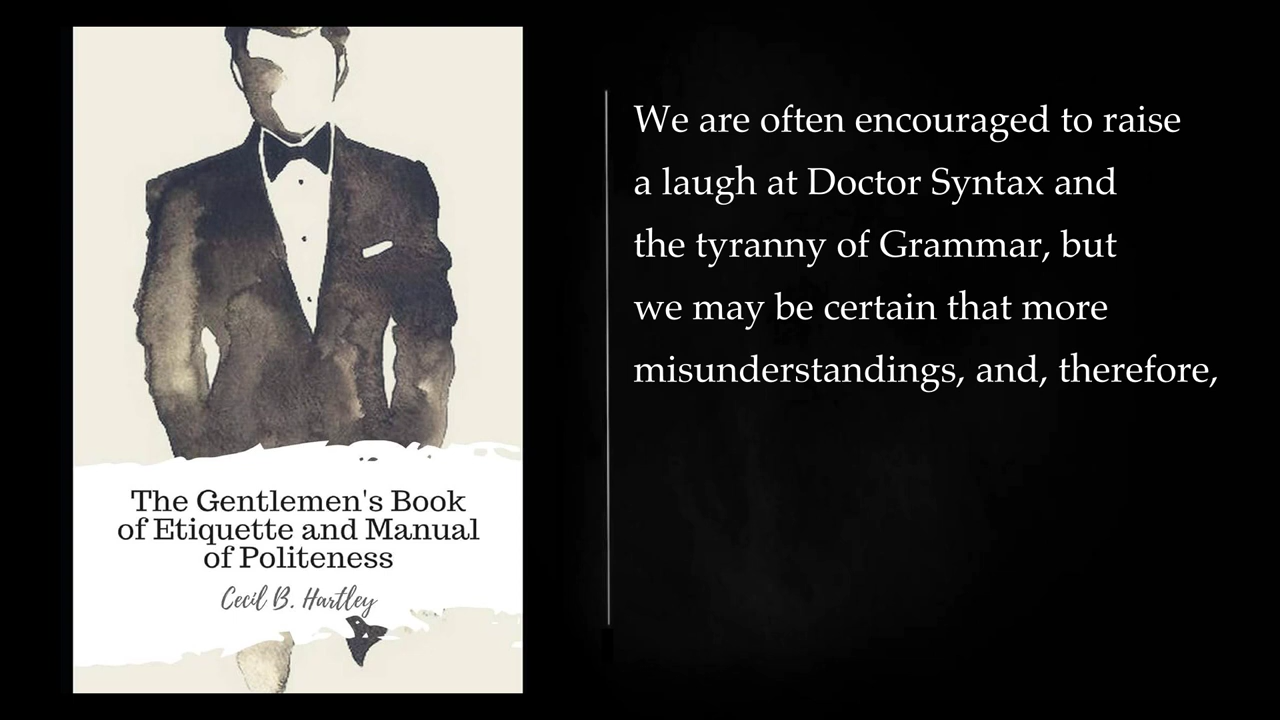 The Gentlemen's Book
of Etiquette and Manual
of Politeness
Cecil B. Hartley
We are often encouraged to raise
a laugh at Doctor Syntax and
the tyranny of Grammar, but
we may be certain that more
misunderstandings, and, therefore,